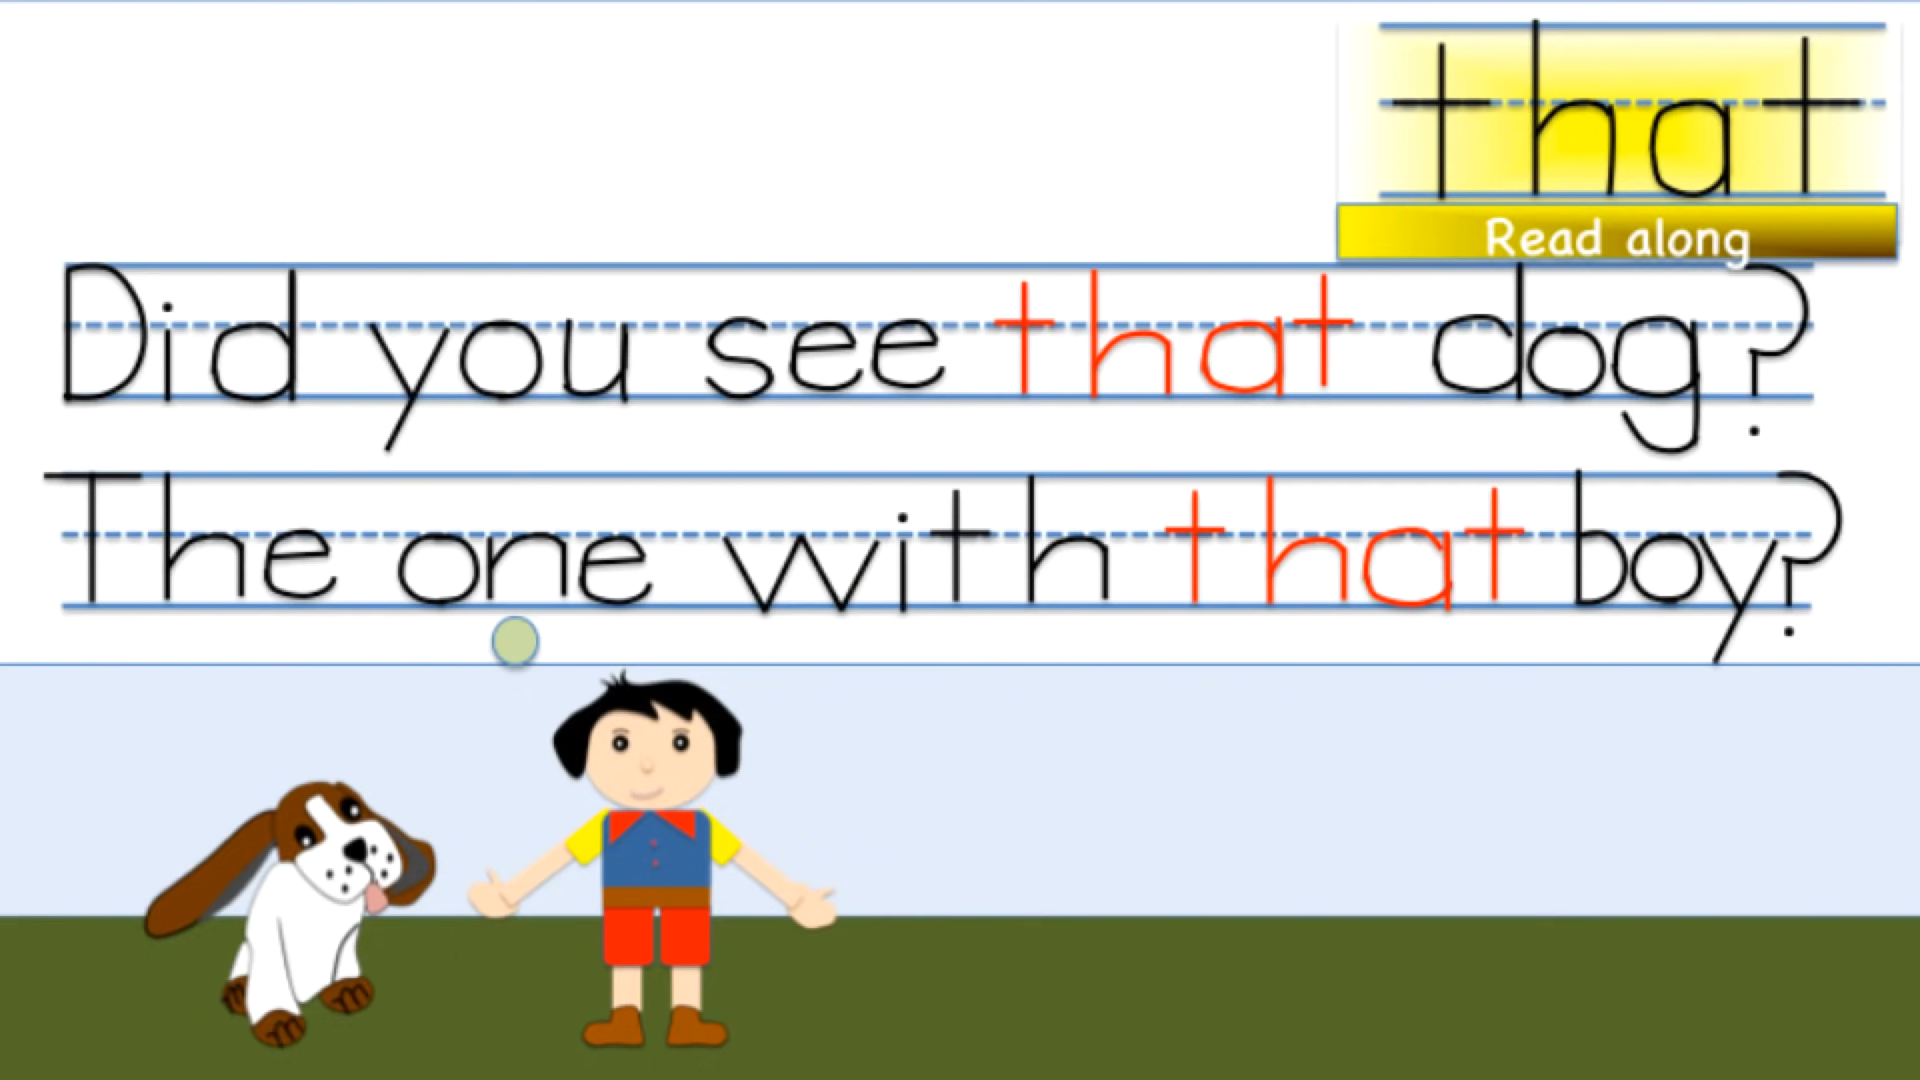 that
Read along
Did you see that dog?
The one with that boy?